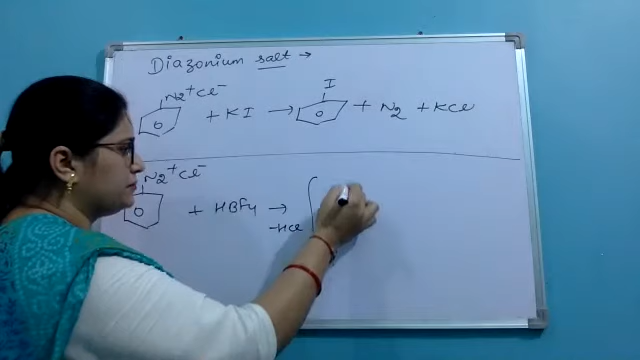 Diazonium salt →
N2⁺Cl⁻ + KI → I + N2 + KCl
N2⁺Cl⁻ + HBF4 → -HCl [